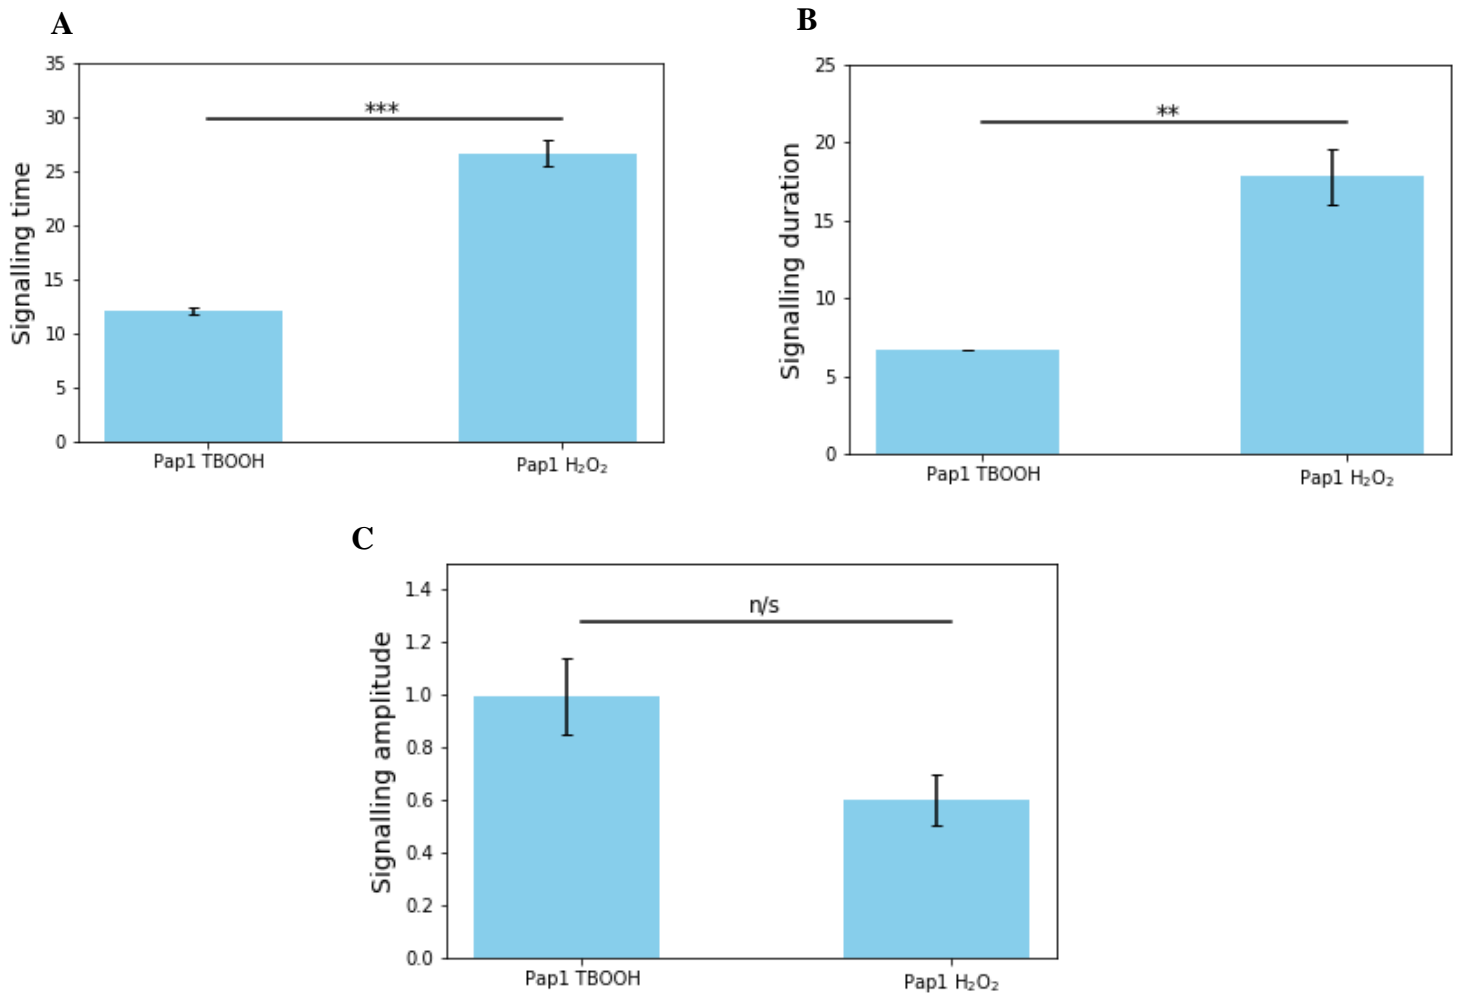 A
Signalling time
35
30
25
20
15
10
5
0
***
Pap1 TBOOH
Pap1 H₂O₂
B
Signalling duration
25
20
15
10
5
0
**
Pap1 TBOOH
Pap1 H₂O₂
C
Signalling amplitude
1.4
1.2
1.0
0.8
0.6
0.4
0.2
0.0
n/s
Pap1 TBOOH
Pap1 H₂O₂